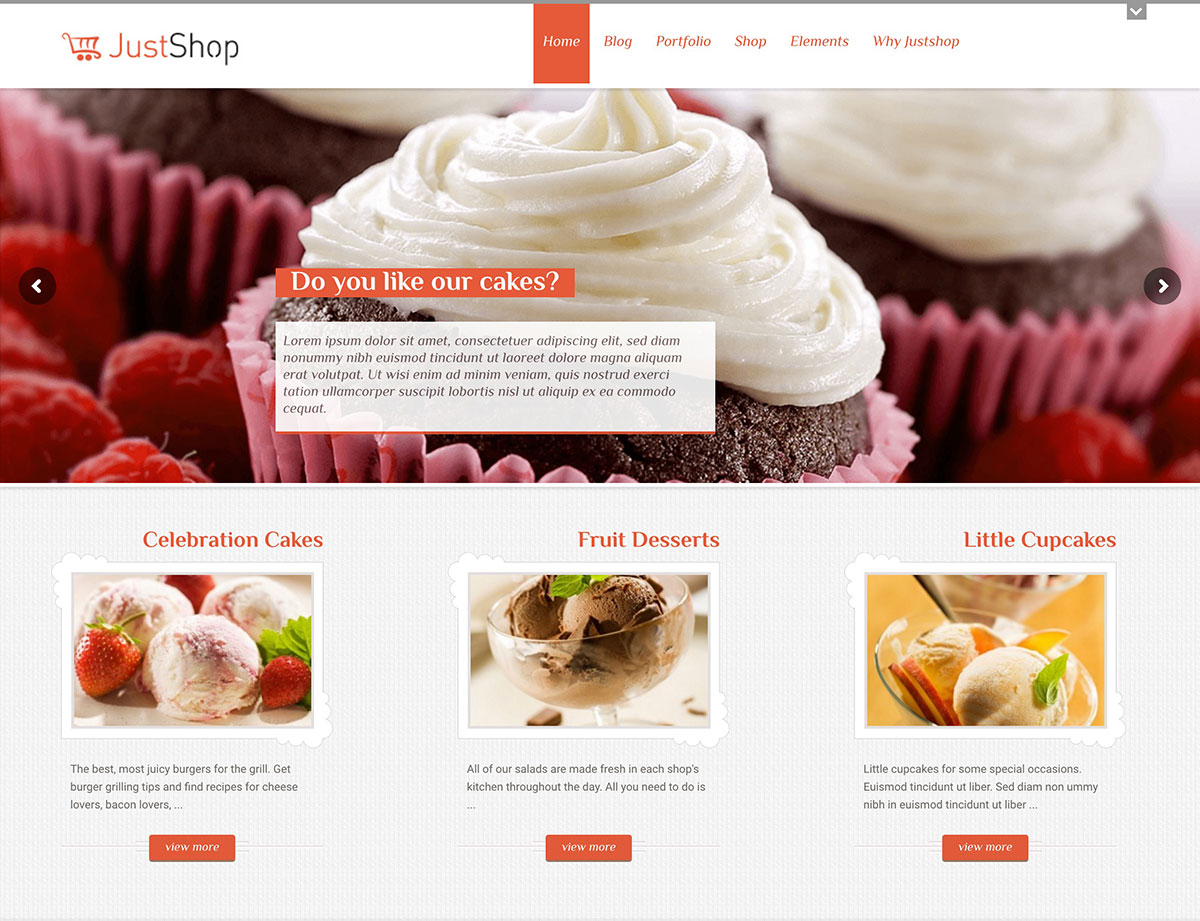 JustShop
Home Blog Portfolio Shop Elements Why Justshop
Do you like our cakes?
Lorem ipsum dolor sit amet, consectetuer adipiscing elit, sed diam
nonummy nibh euismod tincidunt ut laoreet dolore magna aliquam
erat volutpat. Ut wisi enim ad minim veniam, quis nostrud exerci
tation ullamcorper suscipit lobortis nisl ut aliquip ex ea commodo
cequat.
Celebration Cakes
The best, most juicy burgers for the grill. Get
burger grilling tips and find recipes for cheese
lovers, bacon lovers, ...
view more
Fruit Desserts
All of our salads are made fresh in each shop's
kitchen throughout the day. All you need to do is
...
view more
Little Cupcakes
Little cupcakes for some special occasions.
Euismod tincidunt ut liber. Sed diam non ummy
nibh in euismod tincidunt ut liber ...
view more